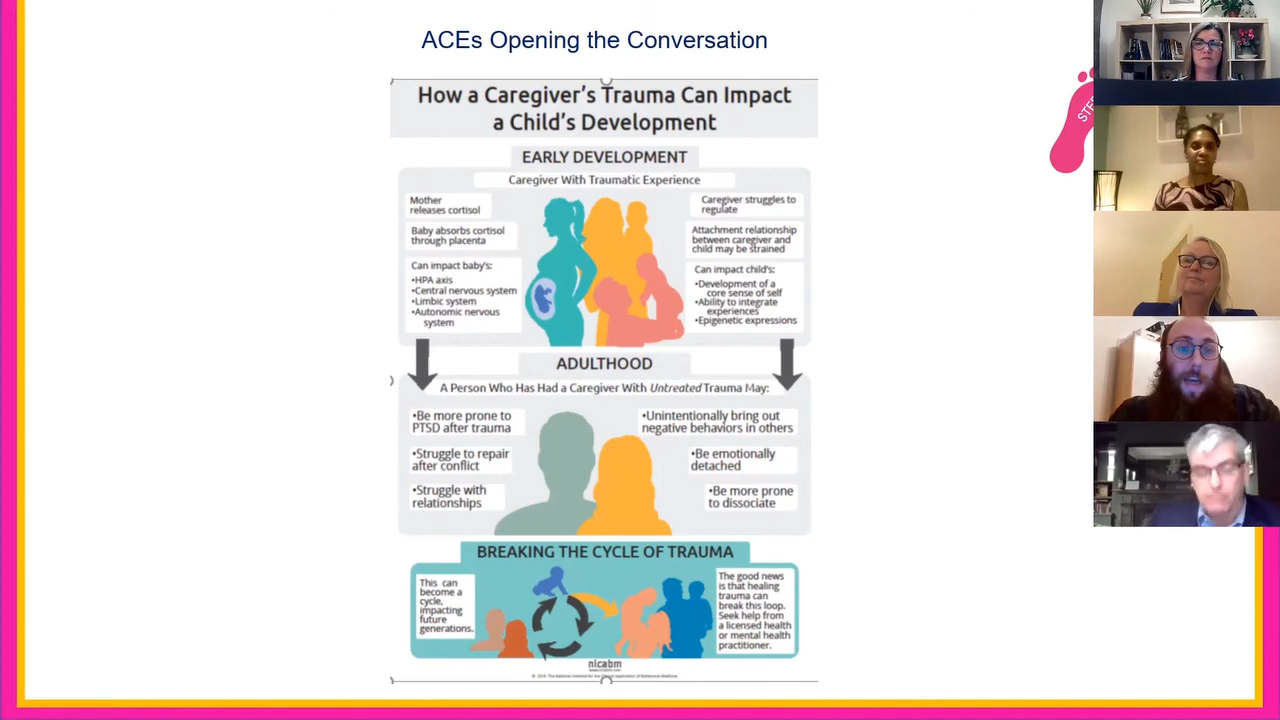 ACEs Opening the Conversation
How a Caregiver's Trauma Can Impact
a Child's Development
EARLY DEVELOPMENT
Caregiver With Traumatic Experience
Mother
releases cortisol
Baby absorbs cortisol
through placenta
Can impact baby's:
•HPA axis
•Central nervous system
•Limbic system
•Autonomic nervous
system
Caregiver struggles to
regulate
Attachment relationship
between caregiver and
child may be strained
Can impact child's:
•Development of a
core sense of self
•Ability to integrate
experiences
•Epigenetic expressions
ADULTHOOD
A Person Who Has Had a Caregiver With Untreated Trauma May:
•Be more prone to
PTSD after trauma
•Struggle to repair
after conflict
•Struggle with
relationships
•Unintentionally bring out
negative behaviors in others
•Be emotionally
detached
•Be more prone
to dissociate
BREAKING THE CYCLE OF TRAUMA
This can
become a
cycle,
impacting
future
generations.
The good news
is that healing
trauma can
break this loop.
Seek help from
a licensed health
or mental health
practitioner.
nicabm